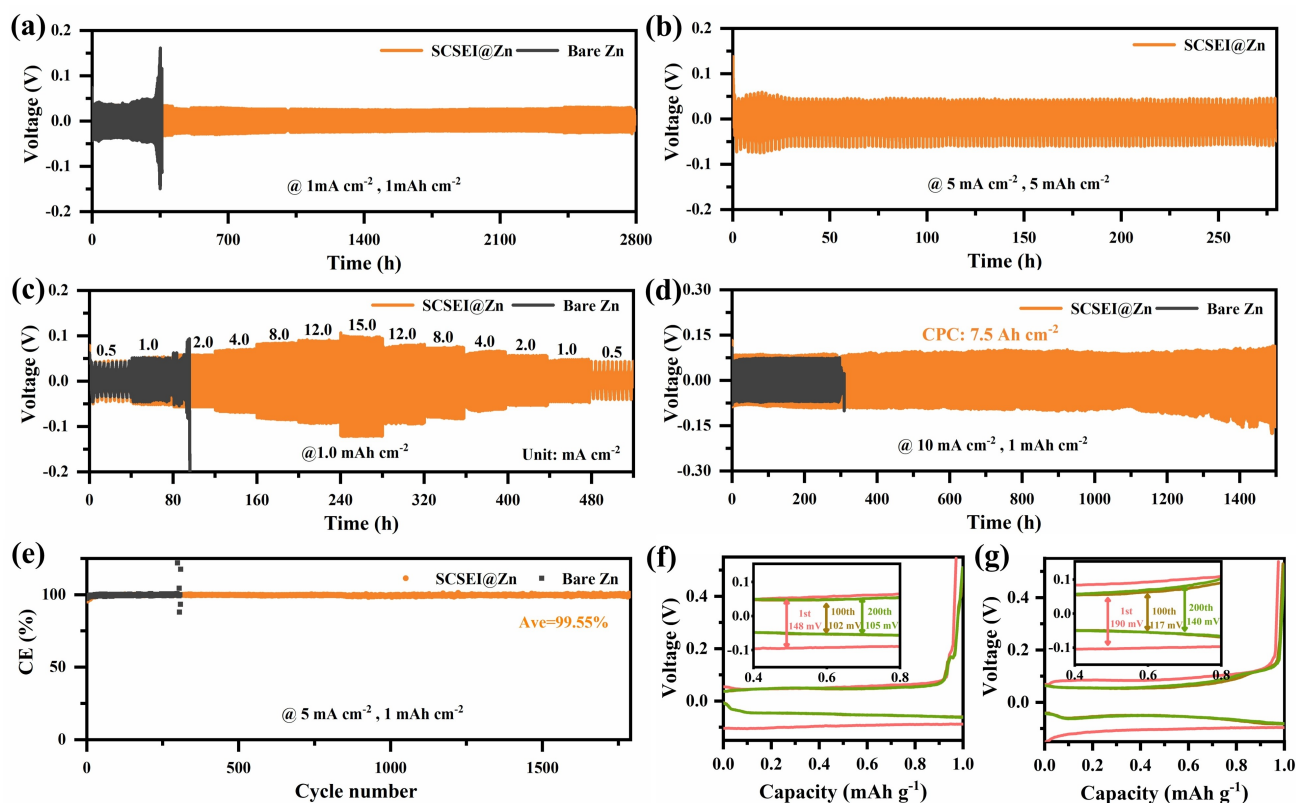 (a)
0.2
0.1
0.0
-0.1
-0.2
Voltage (V)
SCSEI@Zn
Bare Zn
@ 1mA cm⁻² , 1mAh cm⁻²
0 700 1400 2100 2800
Time (h)
(b)
0.2
0.1
0.0
-0.1
-0.2
Voltage (V)
SCSEI@Zn
@ 5 mA cm⁻² , 5 mAh cm⁻²
0 50 100 150 200 250
Time (h)
(c)
0.2
0.1
0.0
-0.1
-0.2
Voltage (V)
SCSEI@Zn
Bare Zn
0.5 1.0 2.0 4.0 8.0 12.0 15.0 12.0 8.0 4.0 2.0 1.0 0.5
@1.0 mAh cm⁻²
Unit: mA cm⁻²
0 80 160 240 320 400 480
Time (h)
(d)
0.30
0.15
0.00
-0.15
-0.30
Voltage (V)
SCSEI@Zn
Bare Zn
CPC: 7.5 Ah cm⁻²
@ 10 mA cm⁻² , 1 mAh cm⁻²
0 200 400 600 800 1000 1200 1400
Time (h)
(e)
100
50
0
CE (%)
SCSEI@Zn
Bare Zn
Ave=99.55%
@ 5 mA cm⁻² , 1 mAh cm⁻²
0 500 1000 1500
Cycle number
(f)
0.4
0.2
0.0
Voltage (V)
0.1
0.0
-0.1
1st
148 mV
100th
102 mV
200th
105 mV
0.4 0.6 0.8
0.0 0.2 0.4 0.6 0.8 1.0
Capacity (mAh g⁻¹)
(g)
0.4
0.2
0.0
Voltage (V)
0.1
0.0
-0.1
1st
190 mV
100th
117 mV
200th
140 mV
0.4 0.6 0.8
0.0 0.2 0.4 0.6 0.8 1.0
Capacity (mAh g⁻¹)